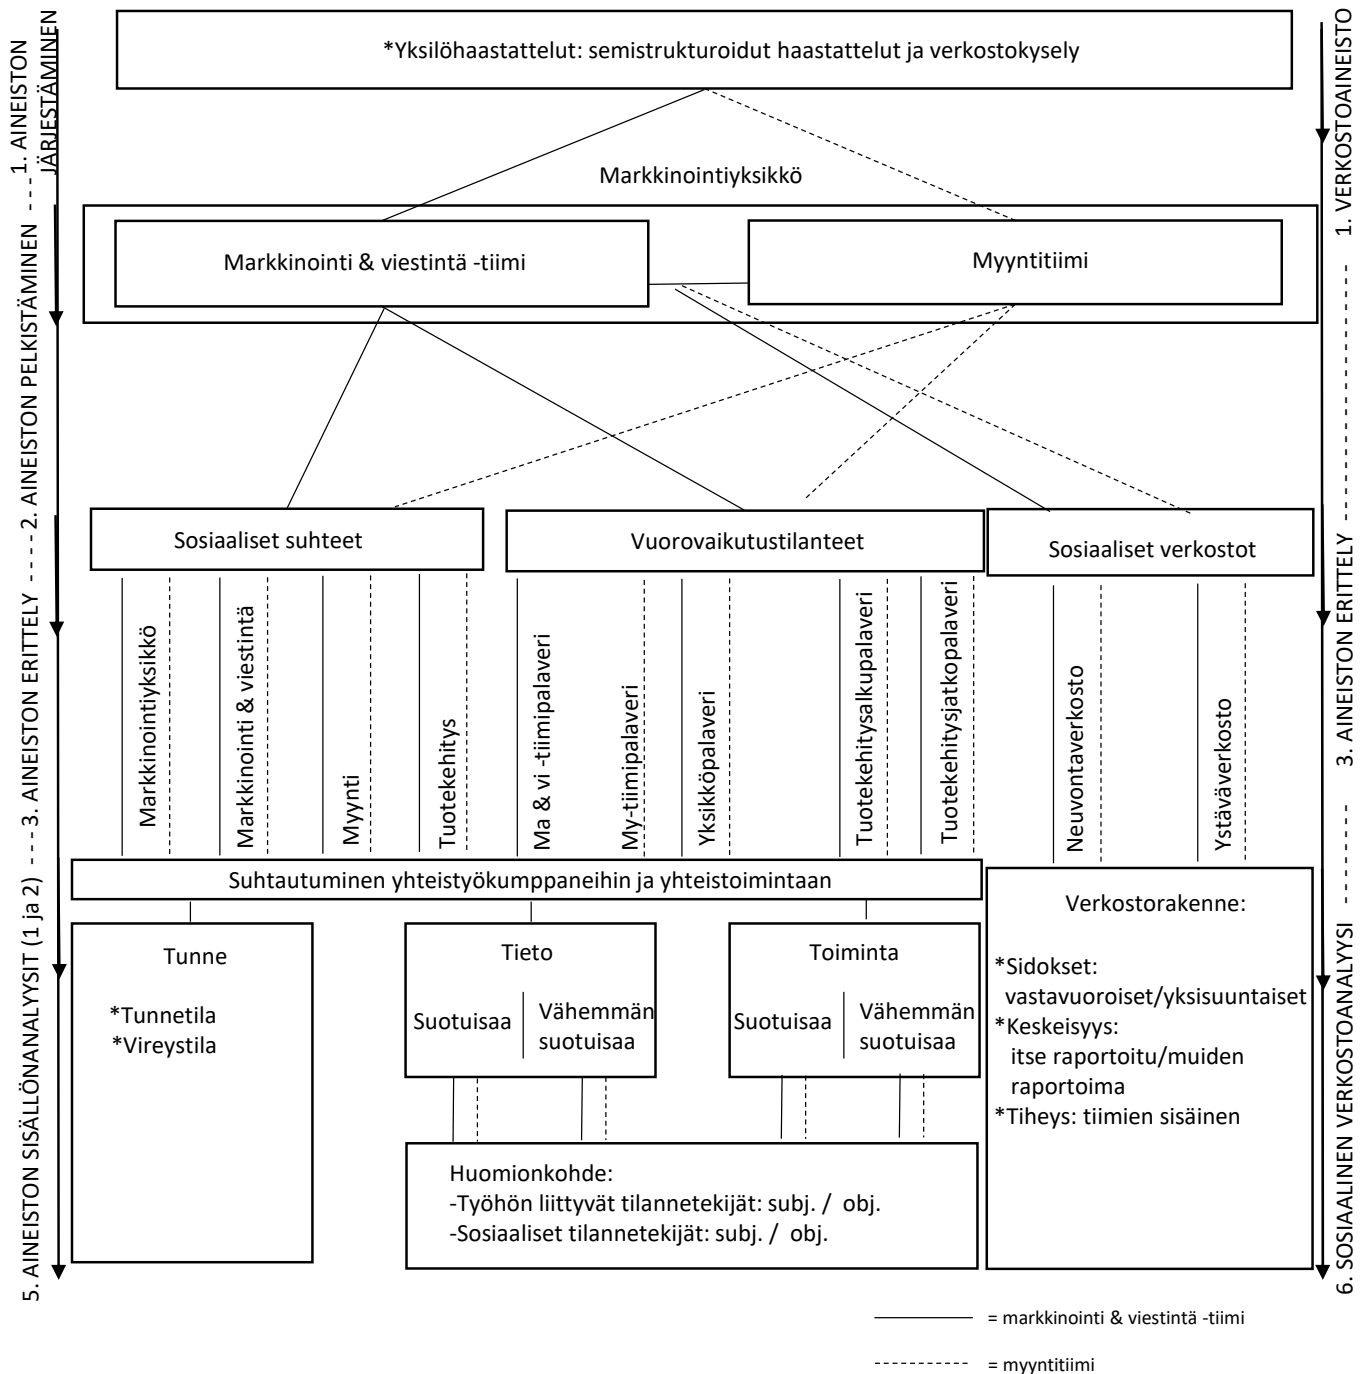 *Yksilöhaastattelut: semistrukturoidut haastattelut ja verkostokysely
Markkinointiyksikkö
Markkinointi & viestintä -tiimi
Myyntitiimi
Sosiaaliset suhteet
Vuorovaikutustilanteet
Sosiaaliset verkostot
Markkinointiyksikkö
Markkinointi & viestintä
Myynti
Tuotekehitys
Ma & vi -tiimipalaveri
My-tiimipalaveri
Yksikköpalaveri
Tuotekehitysalkupalaveri
Tuotekehitysjatkopalaveri
Neuvontaverkosto
Ystäväverkosto
Suhtautuminen yhteistyökumppaneihin ja yhteistoimintaan
Tunne
*Tunnetila
*Vireystila
Tieto
Suotuisaa
Vähemmän
suotuisaa
Toiminta
Suotuisaa
Vähemmän
suotuisaa
Huomionkohde:
-Työhön liittyvät tilannetekijät: subj. / obj.
-Sosiaaliset tilannetekijät: subj. / obj.
Verkostorakenne:
*Sidokset:
vastavuoroiset/yksisuuntaiset
*Keskeisyys:
itse raportoitu/muiden
raportoima
*Tiheys: tiimien sisäinen
1. AINEISTON
JÄRJESTÄMINEN
5. AINEISTON SISÄLLÖNANALYYSIT (1 ja 2) ---3. AINEISTON ERITTELY ----2. AINEISTON PELKISTÄMINEN ----
1. VERKOSTOAINEISTO
3. AINEISTON ERITTELY
6. SOSIAALINEN VERKOSTOANALYYSI
= markkinointi & viestintä -tiimi
= myyntitiimi